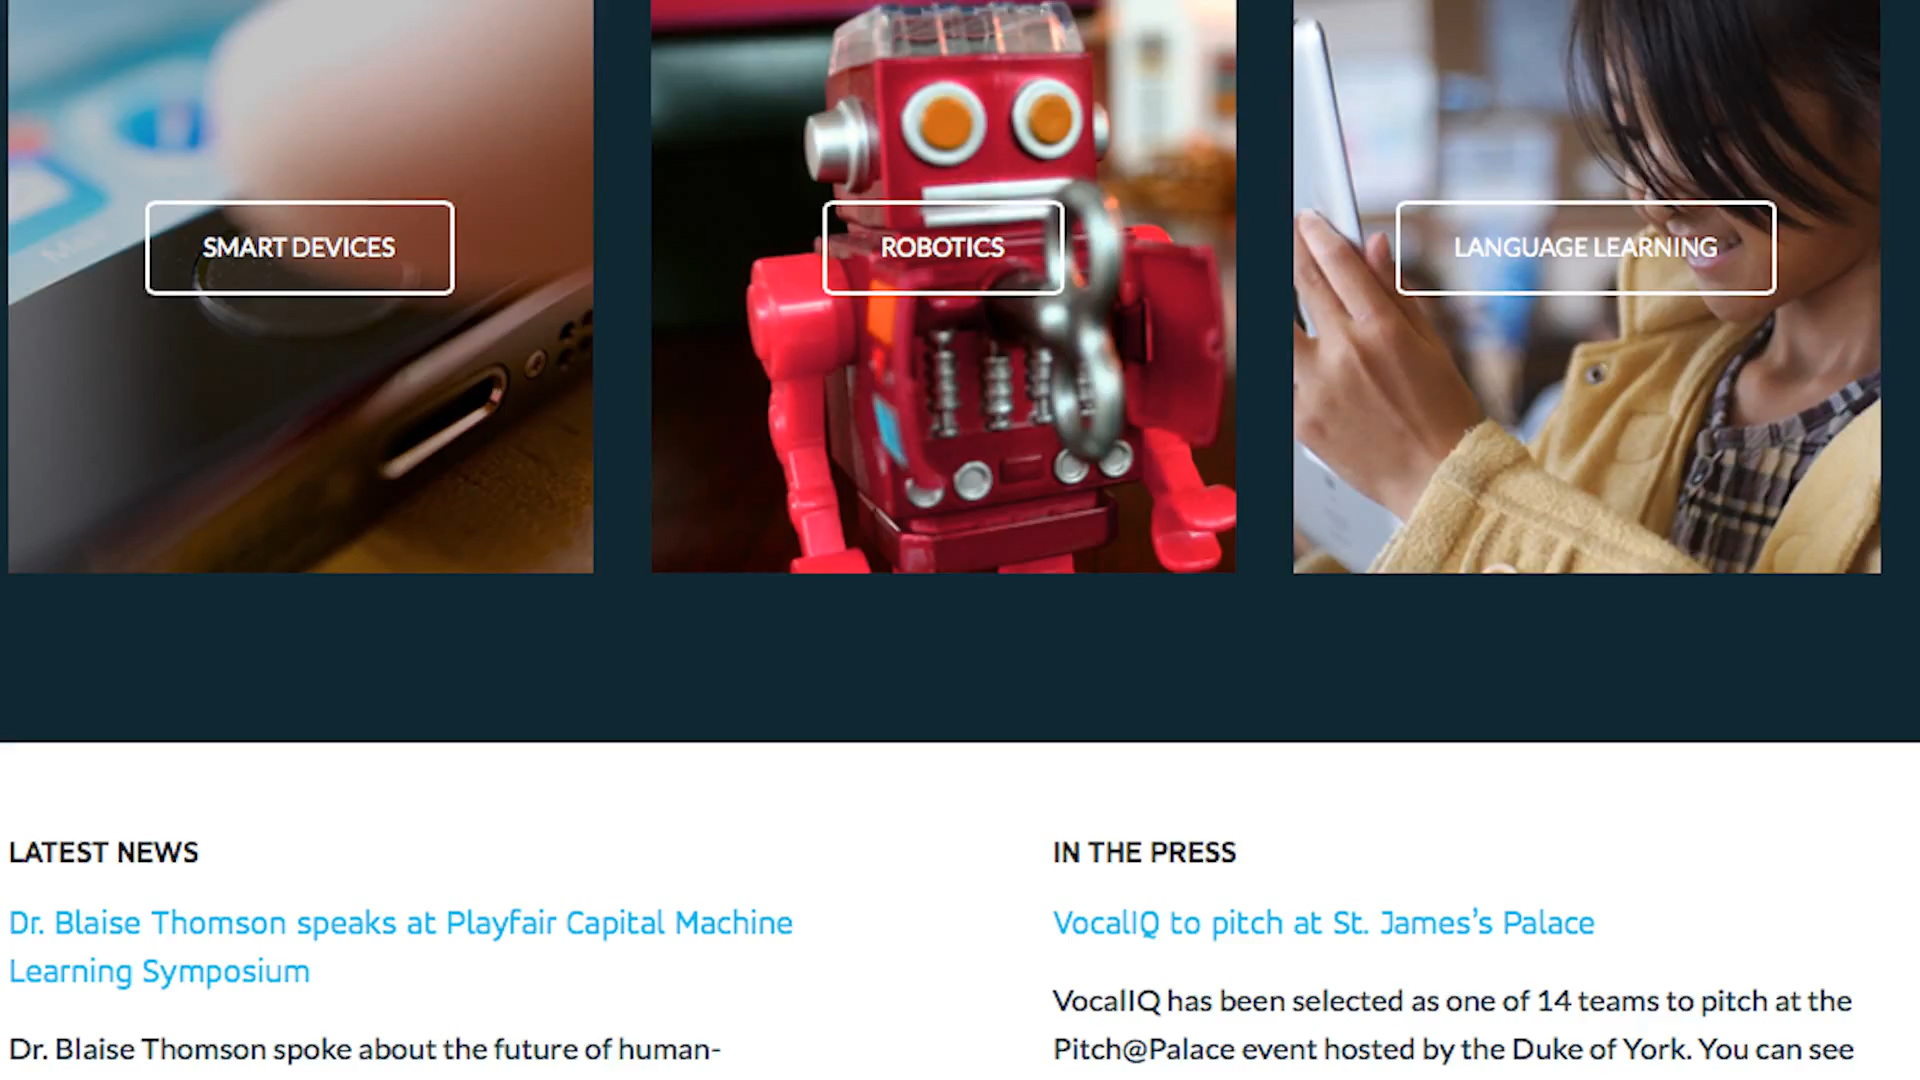 SMART DEVICES
ROBOTICS
LANGUAGE LEARNING
LATEST NEWS
Dr. Blaise Thomson speaks at Playfair Capital Machine
Learning Symposium
Dr. Blaise Thomson spoke about the future of human-
IN THE PRESS
VocalIQ to pitch at St. James’s Palace
VocalIQ has been selected as one of 14 teams to pitch at the
Pitch@Palace event hosted by the Duke of York. You can see